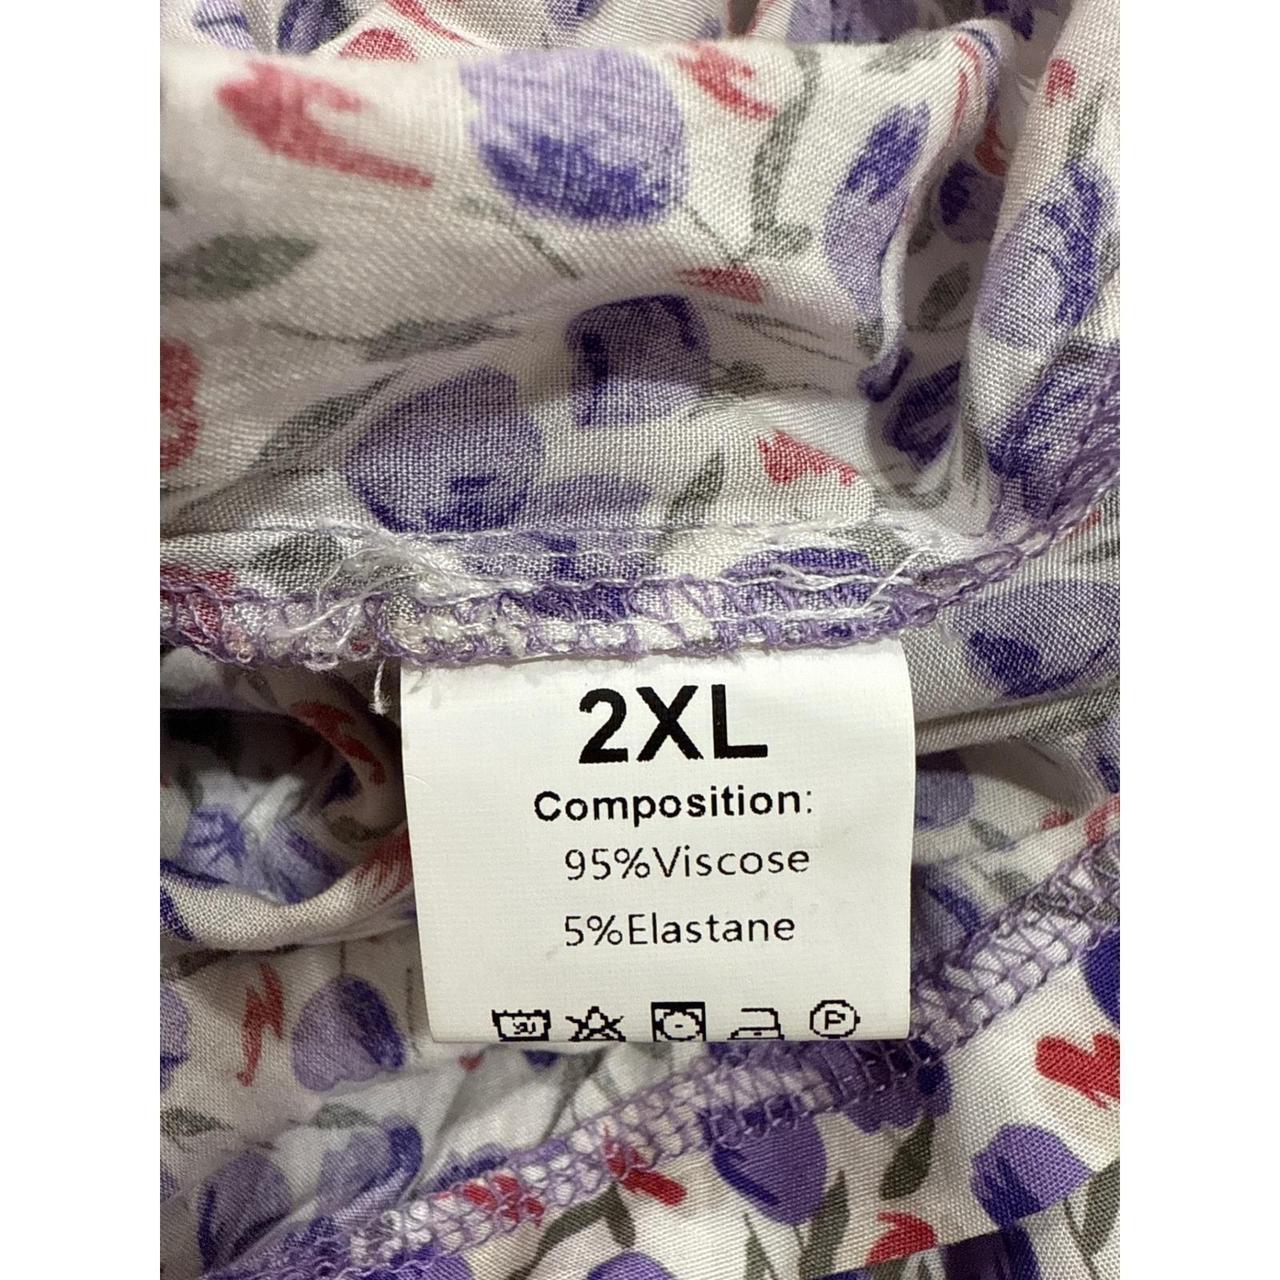 2XL
Composition:
95%Viscose
5%Elastane
P